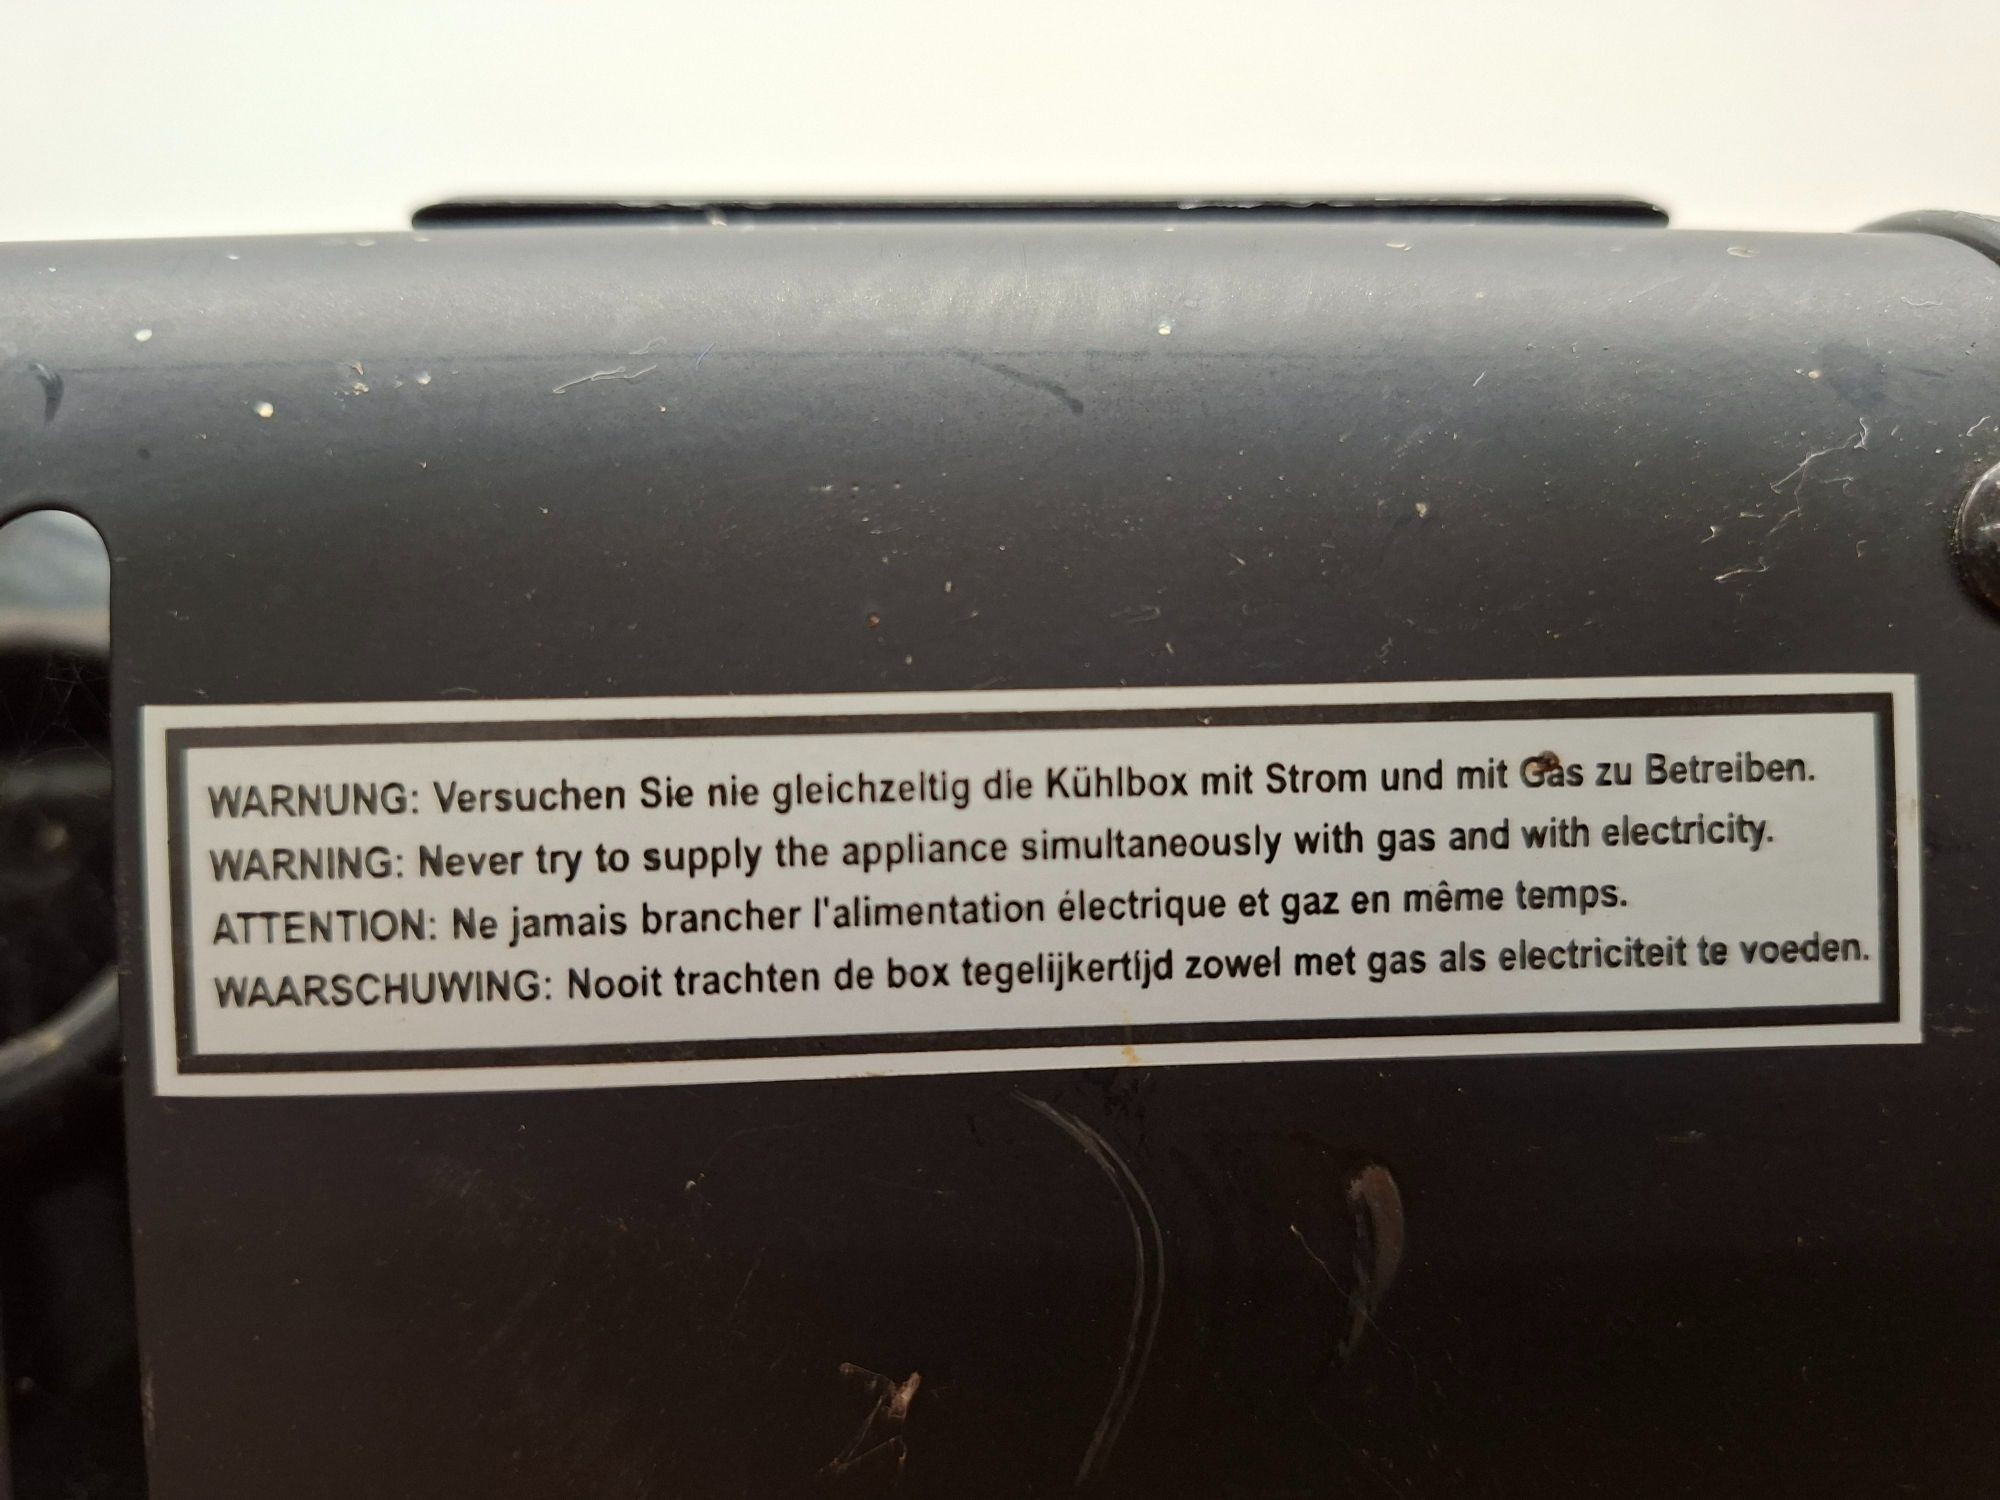 WARNUNG: Versuchen Sie nie gleichzeitig die Kühlbox mit Strom und mit Gas zu Betreiben.
WARNING: Never try to supply the appliance simultaneously with gas and with electricity.
ATTENTION: Ne jamais brancher l'alimentation électrique et gaz en même temps.
WAARSCHUWING: Nooit trachten de box tegelijkertijd zowel met gas als electriciteit te voeden.